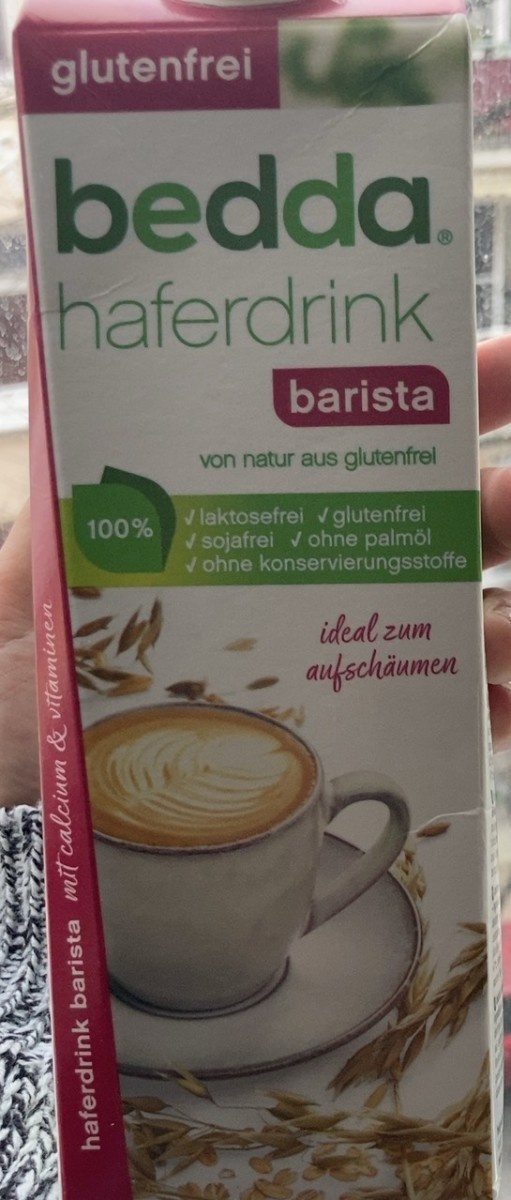 glutenfrei
bedda®
haferdrink
barista
von natur aus glutenfrei
100%
✓laktosefrei ✓glutenfrei
✓sojafrei ✓ohne palmöl
✓ohne konservierungsstoffe
ideal zum
aufschäumen
haferdrink barista mit calcium & vitaminen